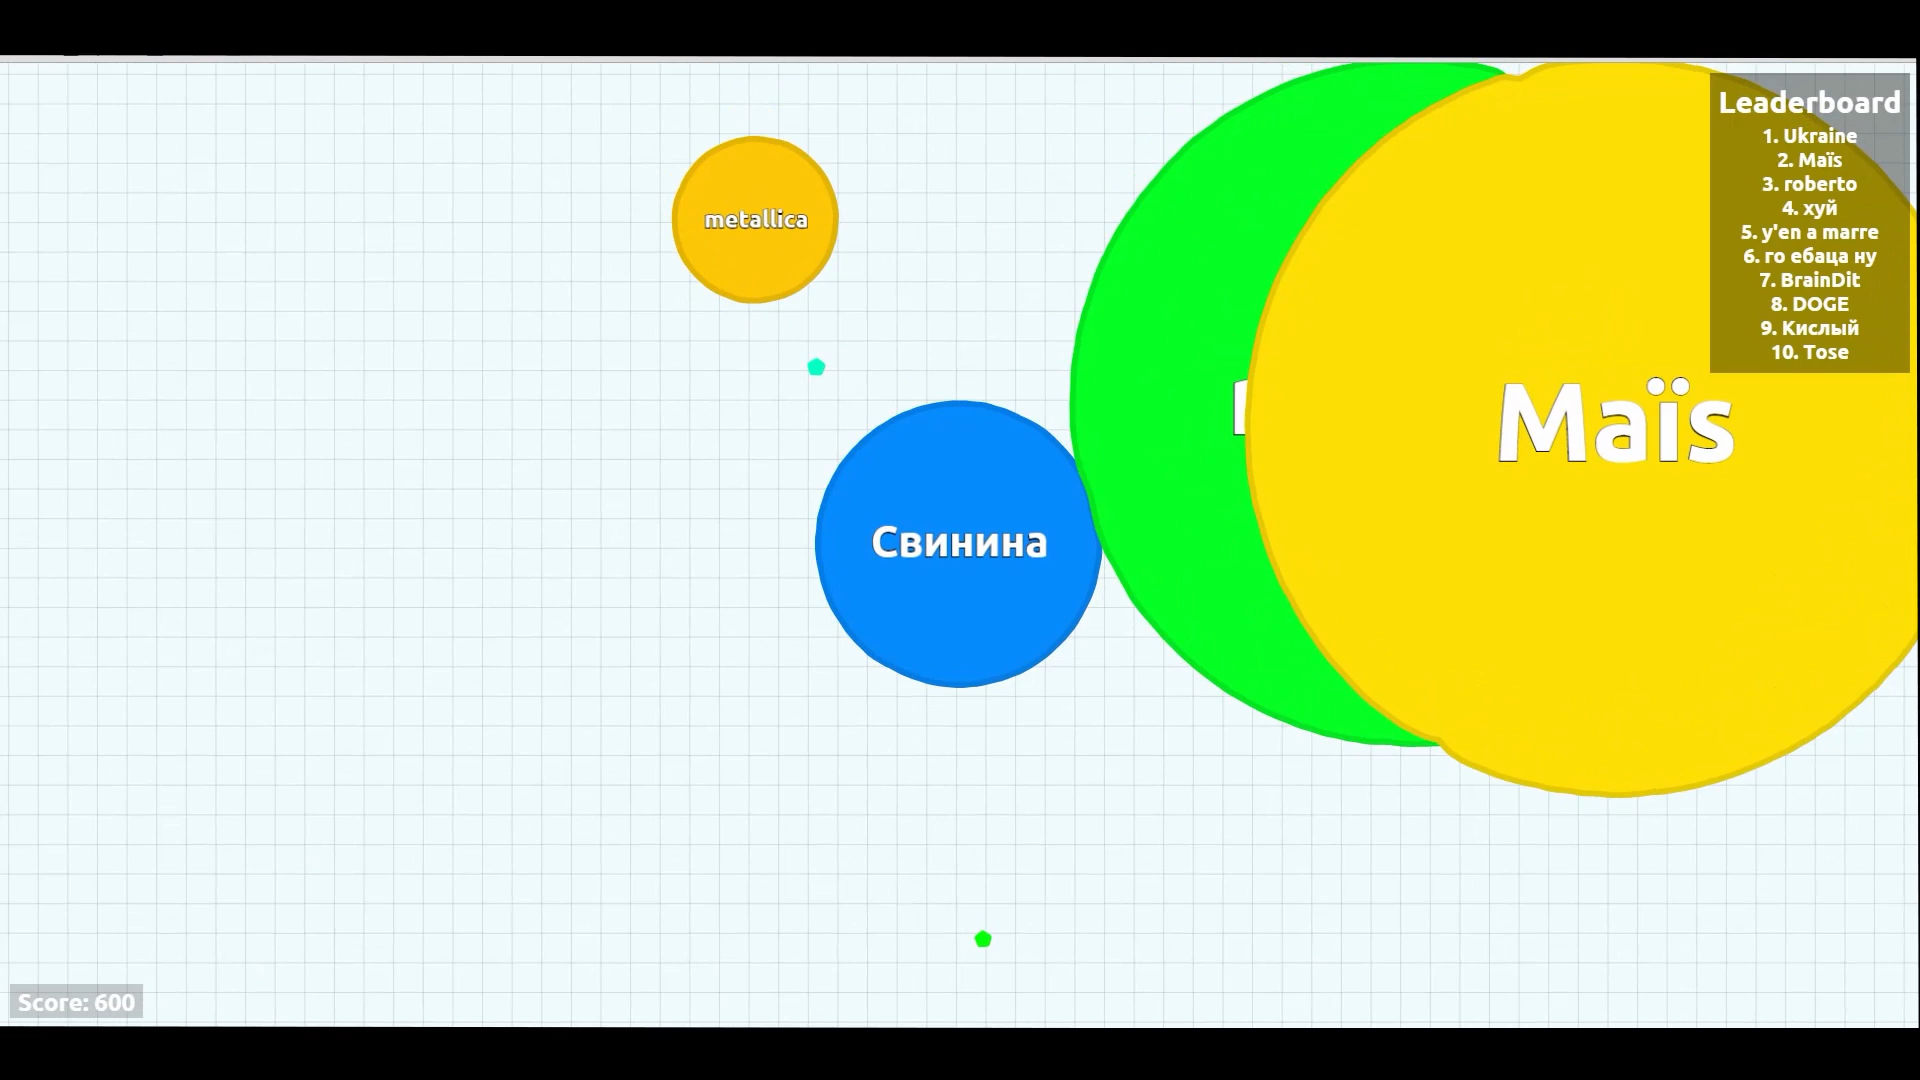 Leaderboard
1. Ukraine
2. Maïs
3. roberto
4. хуй
5. y'en a marre
6. го ебаца ну
7. BrainDit
8. DOGE
9. Кислый
10. Tose
metallica
Maïs
Свинина
Score: 600